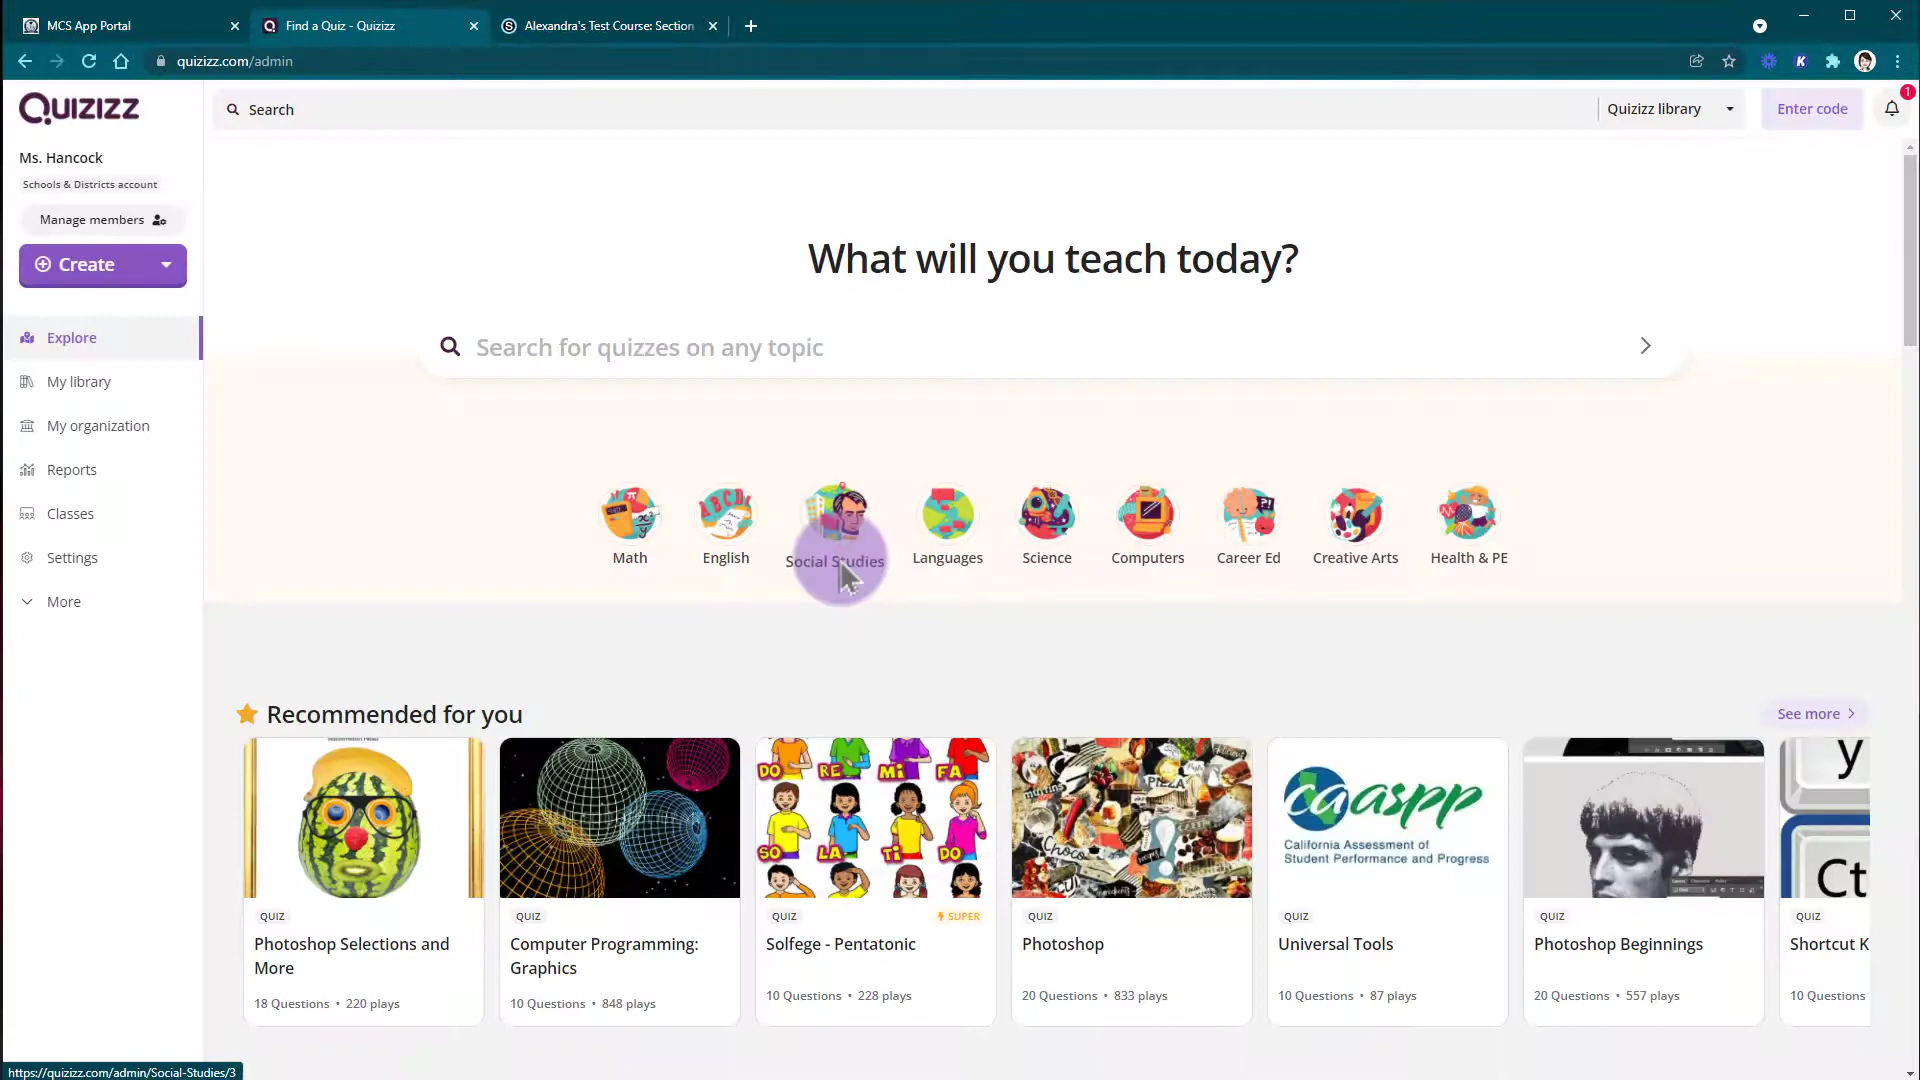 MCS App Portal
Find a Quiz - Quizizz
Alexandra's Test Course: Section
quizizz.com/admin
QUIZIZZ
Search
Quizizz library
Enter code
1
Ms. Hancock
Schools & Districts account
Manage members
Create
Explore
My library
My organization
Reports
Classes
Settings
More
What will you teach today?
Search for quizzes on any topic
Math
English
Social Studies
Languages
Science
Computers
Career Ed
Creative Arts
Health & PE
Recommended for you
See more
DO RE Mi FA
SO LA Ti DO
PIZZA
Choco
caaspp
California Assessment of
Student Performance and Progress
y
Ct
QUIZ
Photoshop Selections and
More
18 Questions • 220 plays
QUIZ
Computer Programming:
Graphics
10 Questions • 848 plays
QUIZ
SUPER
Solfege - Pentatonic
10 Questions • 228 plays
QUIZ
Photoshop
20 Questions • 833 plays
QUIZ
Universal Tools
10 Questions • 87 plays
QUIZ
Photoshop Beginnings
20 Questions • 557 plays
QUIZ
Shortcut K
10 Questions
https://quizizz.com/admin/Social-Studies/3